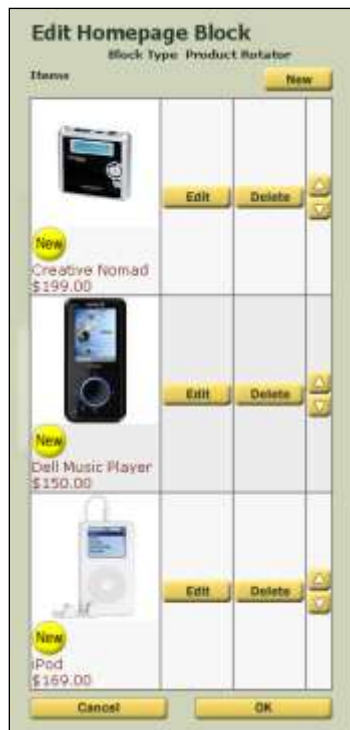 Edit Homepage Block
Block Type Product Rotator
Items
New
Edit Delete
New
Creative Nomad
$199.00
Edit Delete
New
Dell Music Player
$150.00
Edit Delete
New
iPod
$169.00
Cancel OK